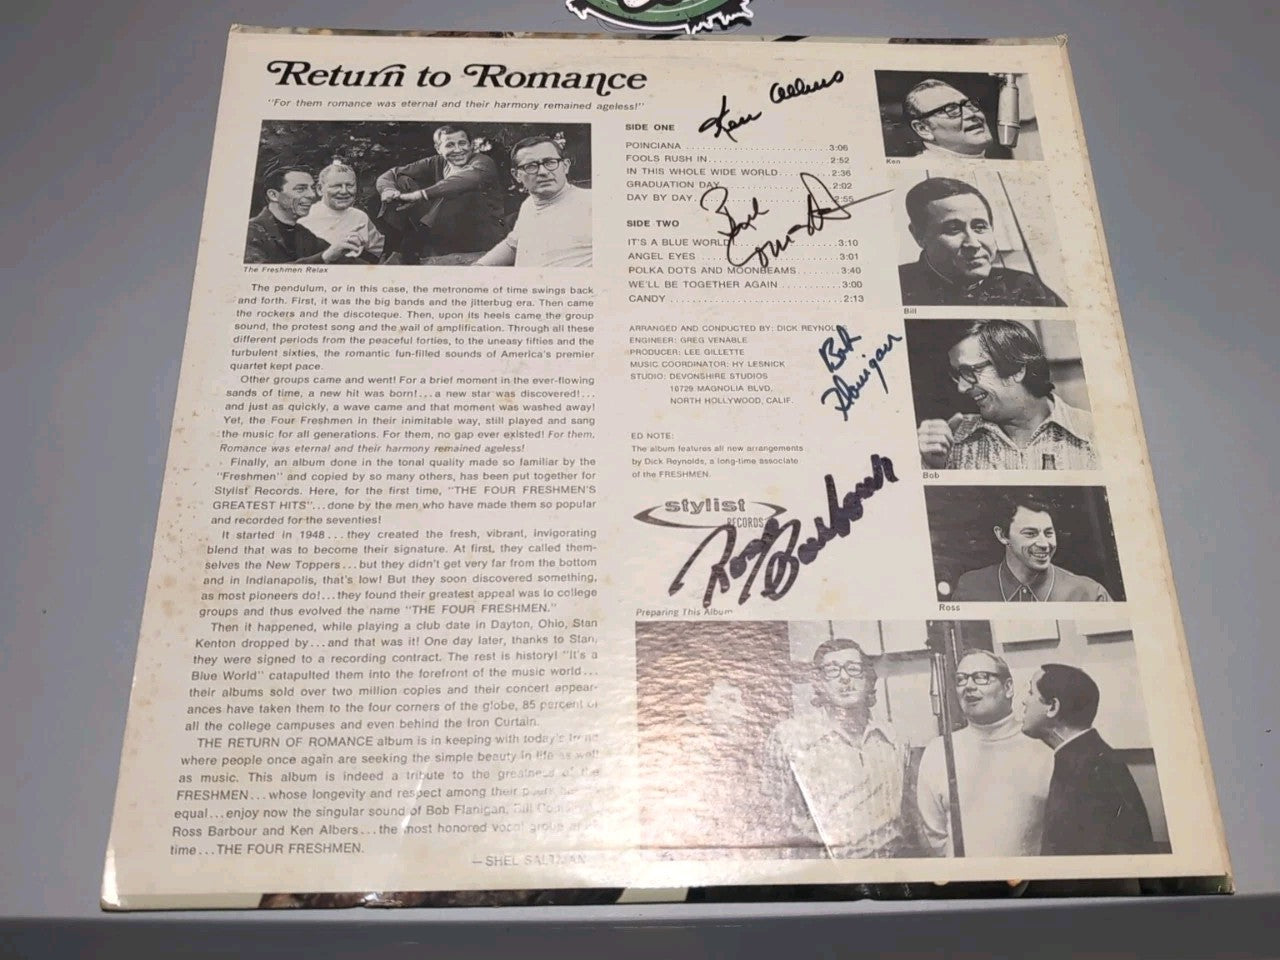 Return to Romance
"For them romance was eternal and their harmony remained ageless!"
The Freshmen Relax
The pendulum, or in this case, the metronome of time swings back
and forth. First, it was the big bands and the jitterbug era. Then came
the rockers and the discoteque. Then, upon its heels came the group
sound, the protest song and the wail of amplification. Through all these
different periods from the peaceful forties, to the uneasy fifties and the
turbulent sixties, the romantic fun-filled sounds of America's premier
quartet kept pace.
Other groups came and went! For a brief moment in the ever-flowing
sands of time, a new hit was born!...a new star was discovered!...
and just as quickly, a wave came and that moment was washed away!
Yet, the Four Freshmen in their inimitable way, still played and sang
the music for all generations. For them, no gap ever existed! For them,
Romance was eternal and their harmony remained ageless!
Finally, an album done in the tonal quality made so familiar by the
"Freshmen" and copied by so many others, has been put together for
Stylist Records. Here, for the first time, "THE FOUR FRESHMEN'S
GREATEST HITS"...done by the men who have made them so popular
and recorded for the seventies!
It started in 1948...they created the fresh, vibrant, invigorating
blend that was to become their signature. At first, they called them-
selves the New Toppers...but they didn't get very far from the bottom
and in Indianapolis, that's low! But they soon discovered something,
as most pioneers do!...they found their greatest appeal was to college
groups and thus evolved the name "THE FOUR FRESHMEN."
Then it happened, while playing a club date in Dayton, Ohio, Stan
Kenton dropped by...and that was it! One day later, thanks to Stan,
they were signed to a recording contract. The rest is history! "It's a
Blue World" catapulted them into the forefront of the music world...
their albums sold over two million copies and their concert appear-
ances have taken them to the four corners of the globe, 85 percent of
all the college campuses and even behind the Iron Curtain.
THE RETURN OF ROMANCE album is in keeping with today's
where people once again are seeking the simple beauty in life as well
as music. This album is indeed a tribute to the greatness of the
FRESHMEN...whose longevity and respect among their
equal...enjoy now the singular sound of Bob Flanigan, Bill
Ross Barbour and Ken Albers...the most honored vocal group
time...THE FOUR FRESHMEN.
—SHEL SALTMAN
Ken Albers
SIDE ONE
POINCIANA 3:06
FOOLS RUSH IN 2:52
IN THIS WHOLE WIDE WORLD 2:36
GRADUATION DAY 2:02
DAY BY DAY 2:55
Bill
SIDE TWO
IT'S A BLUE WORLD 3:10
ANGEL EYES 3:01
POLKA DOTS AND MOONBEAMS 3:40
WE'LL BE TOGETHER AGAIN 3:00
CANDY 2:13
ARRANGED AND CONDUCTED BY: DICK REYNOLDS
ENGINEER: GREG VENABLE
PRODUCER: LEE GILLETTE
MUSIC COORDINATOR: HY LESNICK
STUDIO: DEVONSHIRE STUDIOS
10729 MAGNOLIA BLVD.
NORTH HOLLYWOOD, CALIF.
Bob
Flanigan
ED NOTE:
The album features all new arrangements
by Dick Reynolds, a long-time associate
of the FRESHMEN.
stylist
RECORDS
Ross Barbour
Preparing This Album
Ken
Bill
Bob
Ross